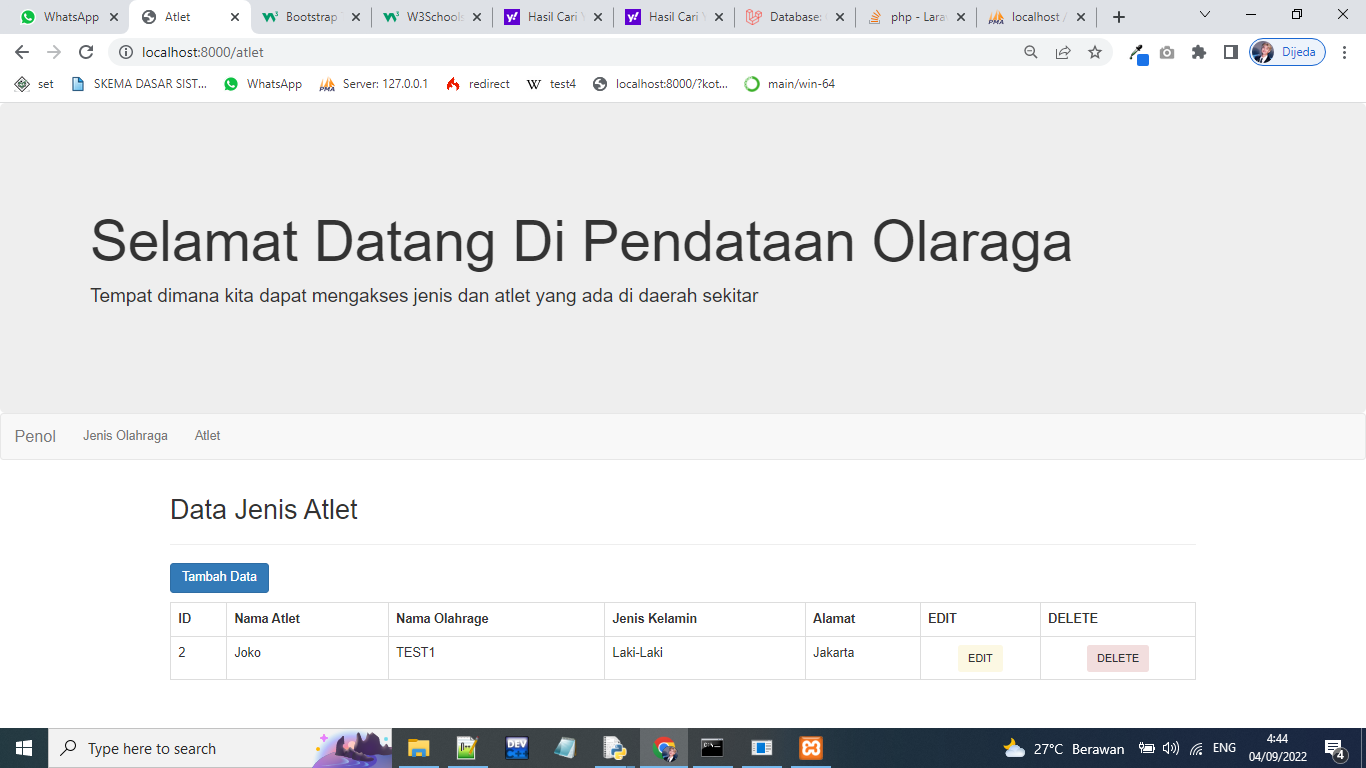 WhatsApp
Atlet
Bootstrap
W3Schools
Hasil Cari
Hasil Cari
Database:
php - Larav
localhost /
localhost:8000/atlet
Dijeda
set
SKEMA DASAR SIST...
WhatsApp
Server: 127.0.0.1
redirect
test4
localhost:8000/?kot...
main/win-64
Selamat Datang Di Pendataan Olaraga
Tempat dimana kita dapat mengakses jenis dan atlet yang ada di daerah sekitar
Penol Jenis Olahraga Atlet
Data Jenis Atlet
Tambah Data
ID Nama Atlet Nama Olahrage Jenis Kelamin Alamat EDIT DELETE
2 Joko TEST1 Laki-Laki Jakarta EDIT DELETE
Type here to search
DEV
27°C Berawan
ENG
4:44
04/09/2022
4